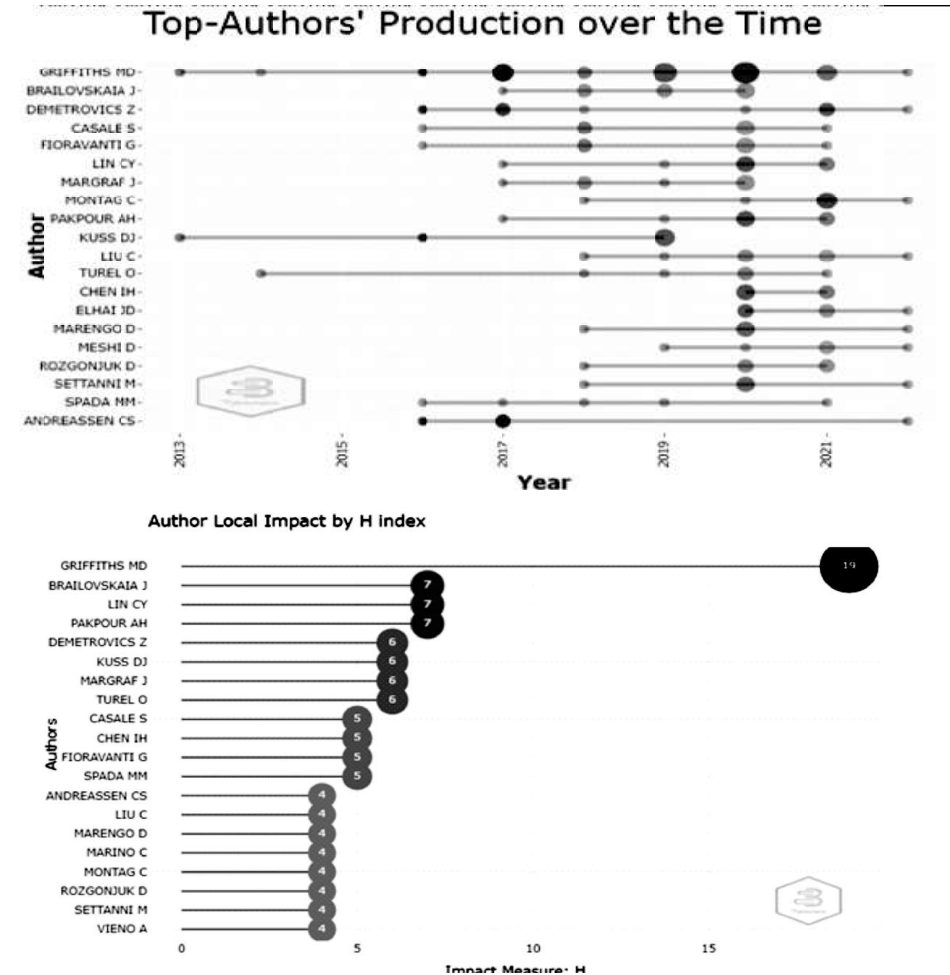 Top-Authors' Production over the Time
GRIFFITHS MD
BRAILOVSKAIA J
DEMETROVICS Z
CASALE S
FIORAVANTI G
LIN CY
MARGRAF J
MONTAG C
PAKPOUR AH
KUSS DJ
LIU C
TUREL O
CHEN IH
ELHAI JD
MARENGO D
MESHI D
ROZGONJUK D
SETTANNI M
SPADA MM
ANDREASSEN CS
Author
2013
2015
2017
2019
2021
Year
Author Local Impact by H index
GRIFFITHS MD 19
BRAILOVSKAIA J 7
LIN CY 7
PAKPOUR AH 7
DEMETROVICS Z 6
KUSS DJ 6
MARGRAF J 6
TUREL O 6
CASALE S 5
CHEN IH 5
FIORAVANTI G 5
SPADA MM 5
ANDREASSEN CS 4
LIU C 4
MARENGO D 4
MARINO C 4
MONTAG C 4
ROZGONJUK D 4
SETTANNI M 4
VIENO A 4
Authors
0 5 10 15
Impact Measure: H